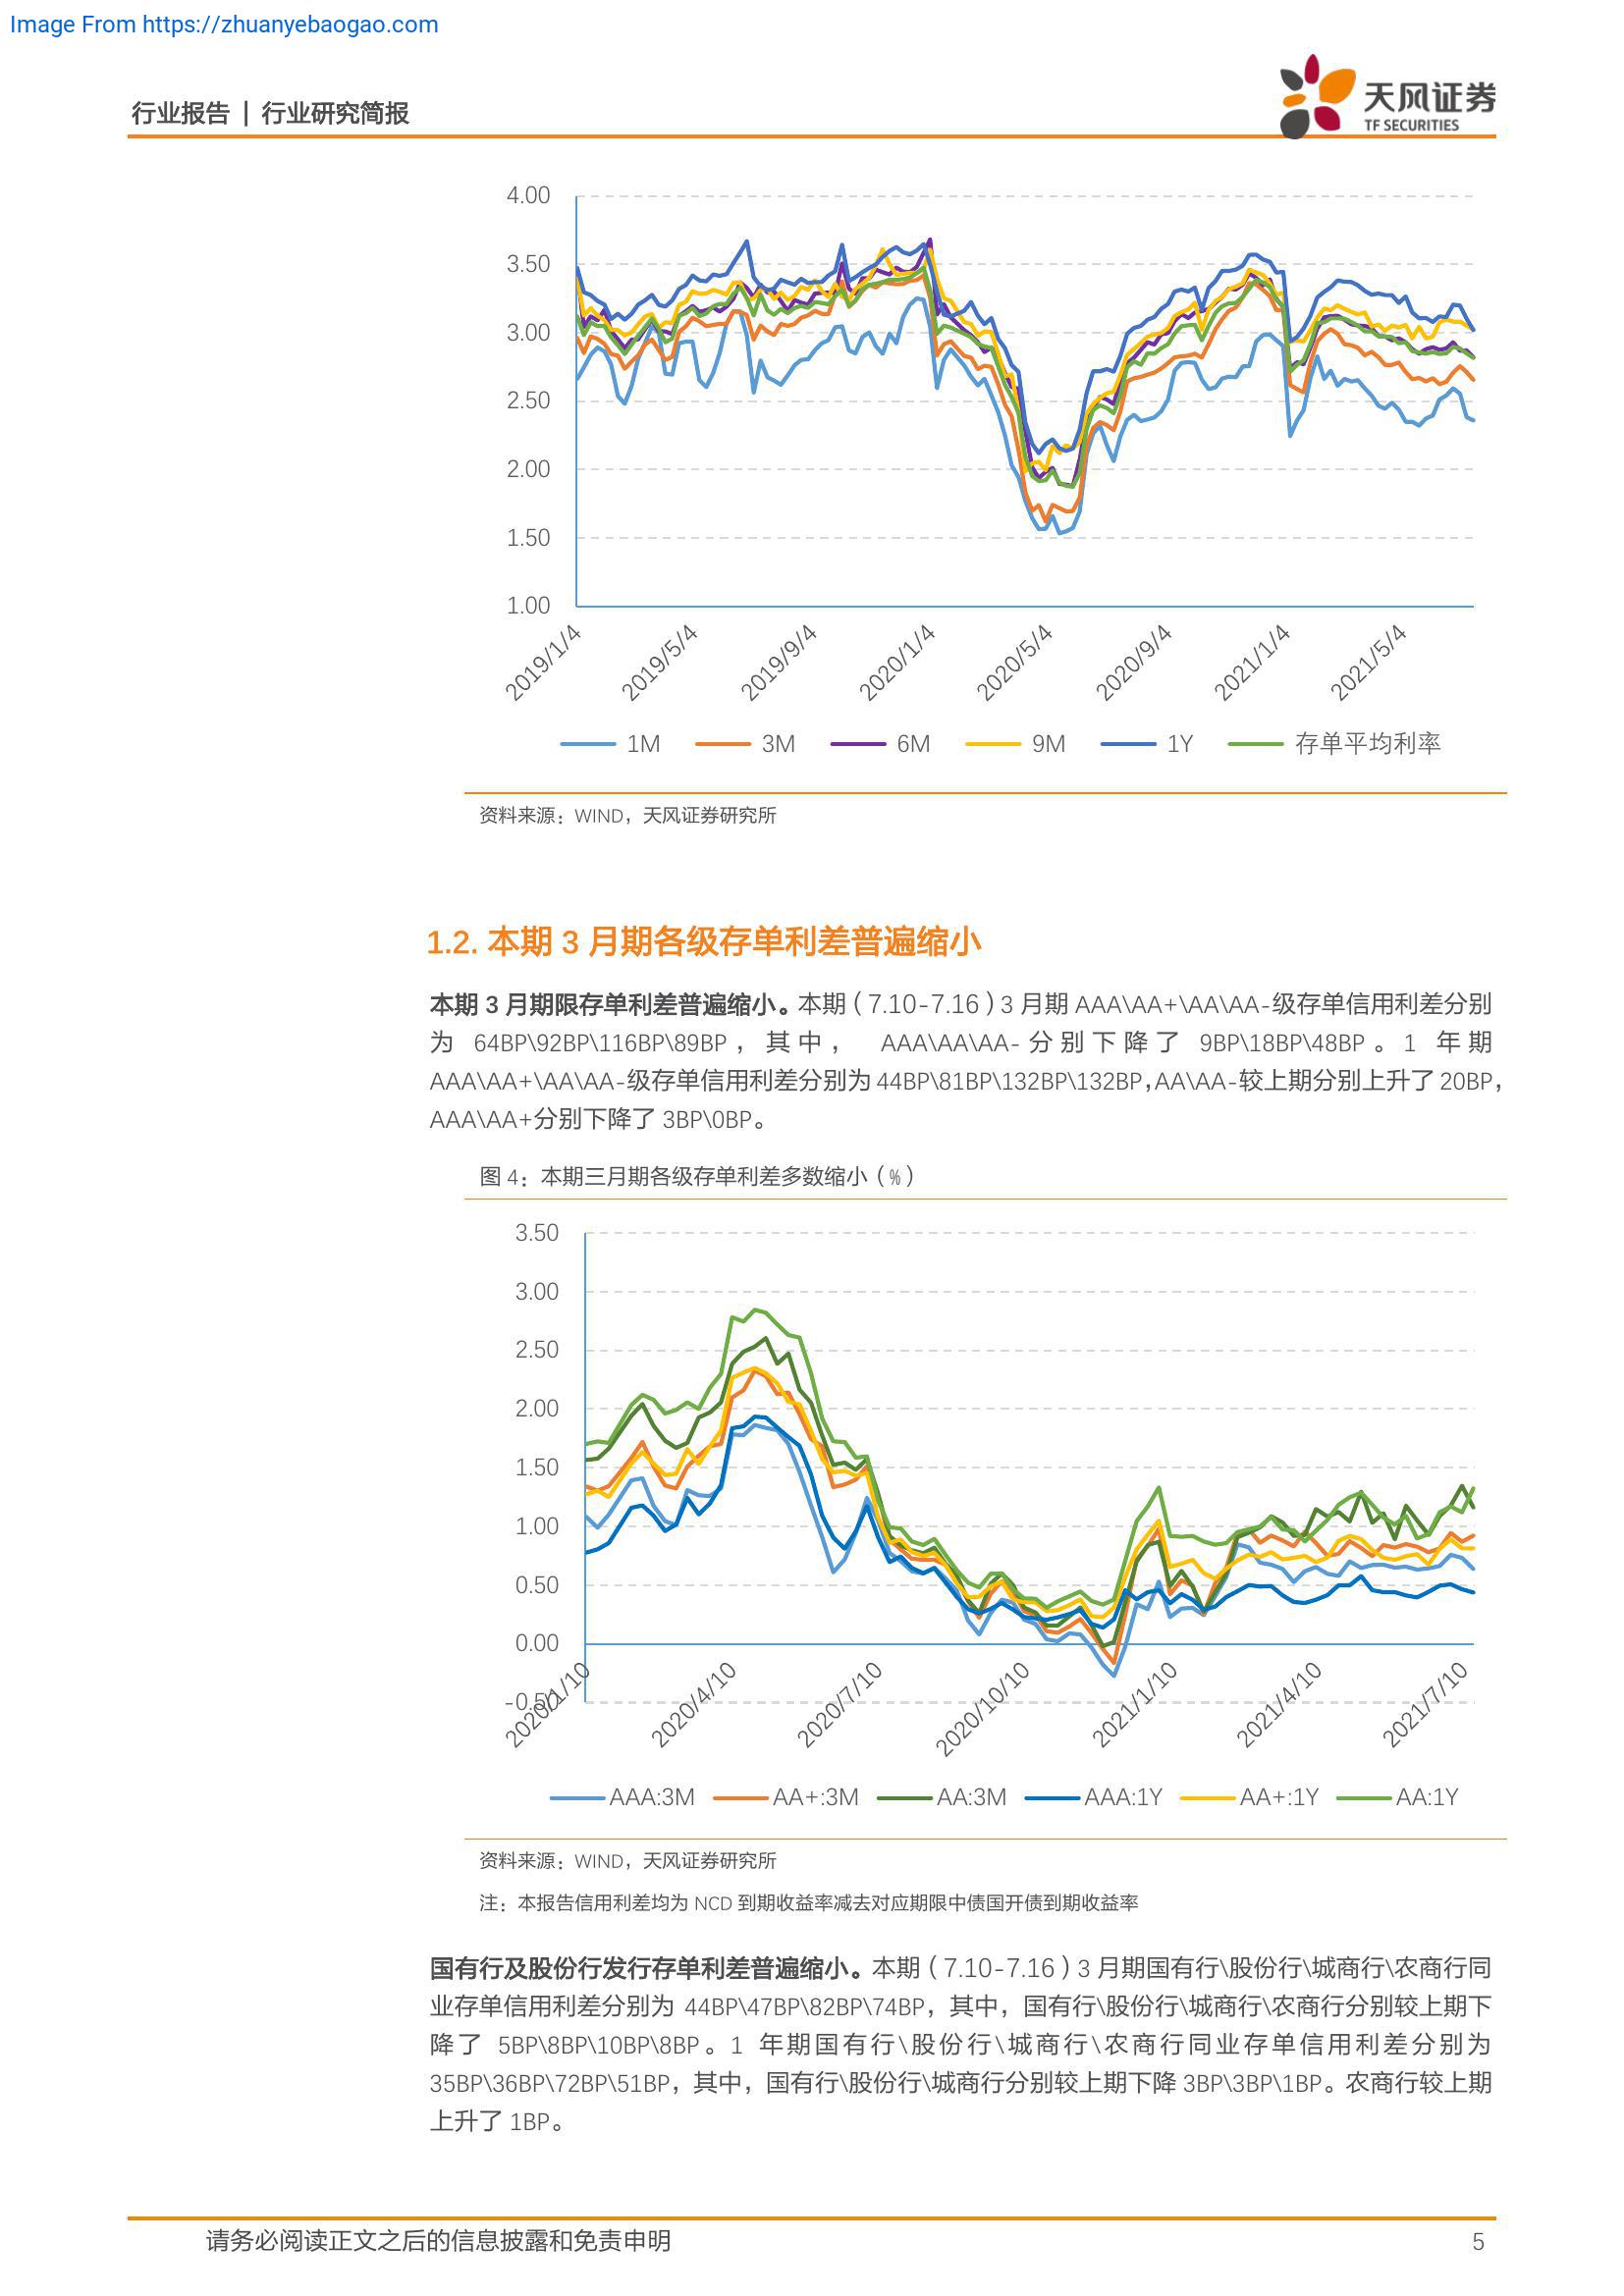 Image From https://zhuanyebaogao.com
行业报告 | 行业研究简报
天风证券
TF SECURITIES
4.00
3.50
3.00
2.50
2.00
1.50
1.00
2019/1/4 2019/5/4 2019/9/4 2020/1/4 2020/5/4 2020/9/4 2021/1/4 2021/5/4
1M 3M 6M 9M 1Y 存单平均利率
资料来源：WIND，天风证券研究所
1.2. 本期 3 月期各级存单利差普遍缩小
本期 3 月期限存单利差普遍缩小。本期（7.10-7.16）3 月期 AAA\AA+\AA\AA-级存单信用利差分别
为 64BP\92BP\116BP\89BP，其中， AAA\AA\AA-分别下降了 9BP\18BP\48BP。1 年期
AAA\AA+\AA\AA-级存单信用利差分别为 44BP\81BP\132BP\132BP，AA\AA-较上期分别上升了 20BP，
AAA\AA+分别下降了 3BP\0BP。
图 4：本期三月期各级存单利差多数缩小（%）
3.50
3.00
2.50
2.00
1.50
1.00
0.50
0.00
-0.50
2020/1/10 2020/4/10 2020/7/10 2020/10/10 2021/1/10 2021/4/10 2021/7/10
AAA:3M AA+:3M AA:3M AAA:1Y AA+:1Y AA:1Y
资料来源：WIND，天风证券研究所
注：本报告信用利差均为 NCD 到期收益率减去对应期限中债国开债到期收益率
国有行及股份行发行存单利差普遍缩小。本期（7.10-7.16）3 月期国有行\股份行\城商行\农商行同
业存单信用利差分别为 44BP\47BP\82BP\74BP，其中，国有行\股份行\城商行\农商行分别较上期下
降了 5BP\8BP\10BP\8BP。1 年期国有行\股份行\城商行\农商行同业存单信用利差分别为
35BP\36BP\72BP\51BP，其中，国有行\股份行\城商行分别较上期下降 3BP\3BP\1BP。农商行较上期
上升了 1BP。
请务必阅读正文之后的信息披露和免责申明 5